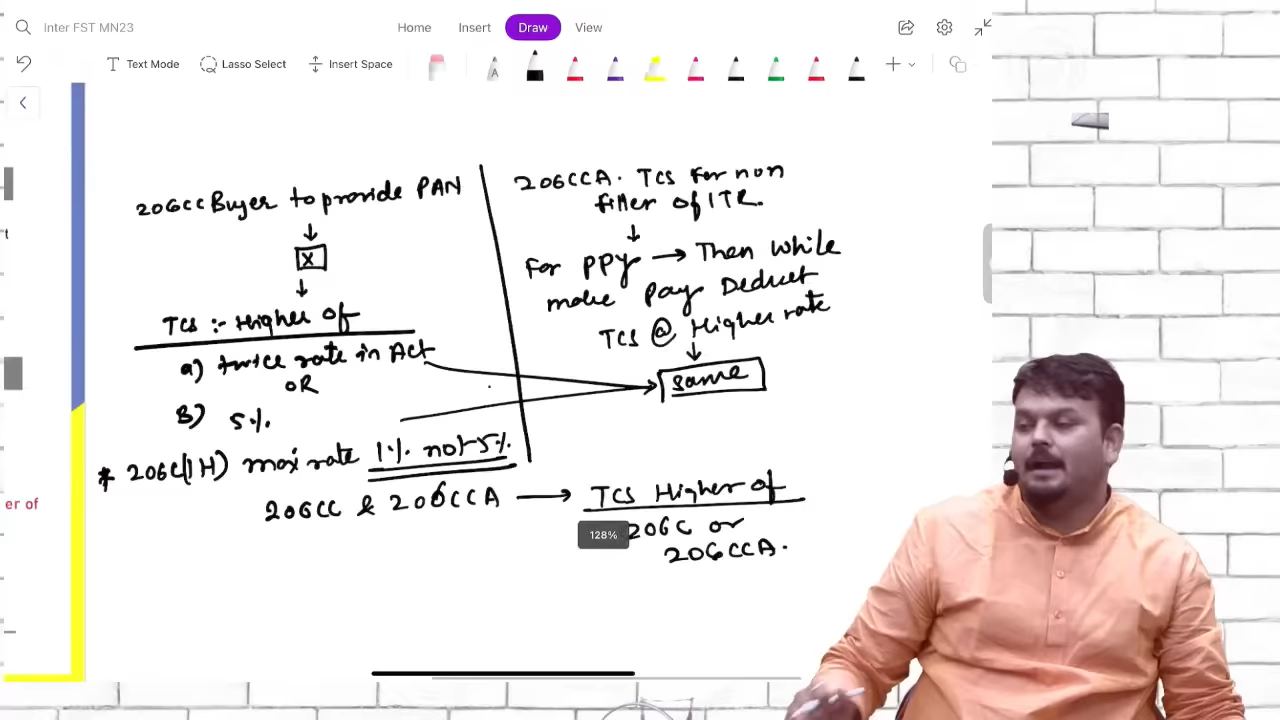 Inter FST MN23
Home Insert Draw View
Text Mode Lasso Select Insert Space
206CC Buyer to provide PAN
X
TCS :- Higher Of
a) twice rate in Act
OR
B) 5%
* 206C(1H) max rate 1% not 5%
206CCA. TCS For non
filler of ITR.
For PPY → Then While
make Pay Deduct
TCS @ Higher rate
same
206CC & 206CCA → TCS Higher of
206C or
206CCA.
128%
t
er of